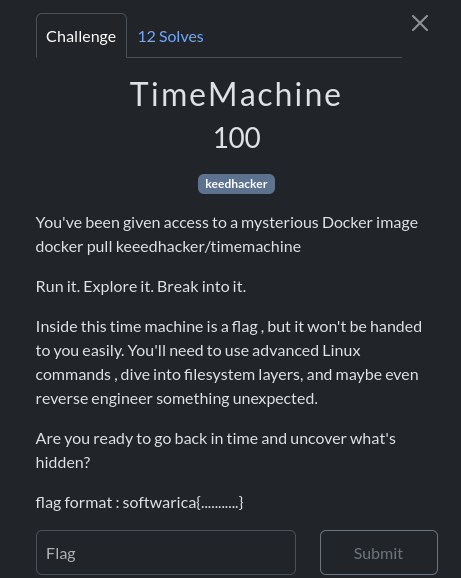 Challenge
12 Solves
×
TimeMachine
100
keedhacker
You've been given access to a mysterious Docker image
docker pull keeedhacker/timemachine
Run it. Explore it. Break into it.
Inside this time machine is a flag , but it won't be handed
to you easily. You'll need to use advanced Linux
commands , dive into filesystem layers, and maybe even
reverse engineer something unexpected.
Are you ready to go back in time and uncover what's
hidden?
flag format : softwarica{...........}
Flag
Submit